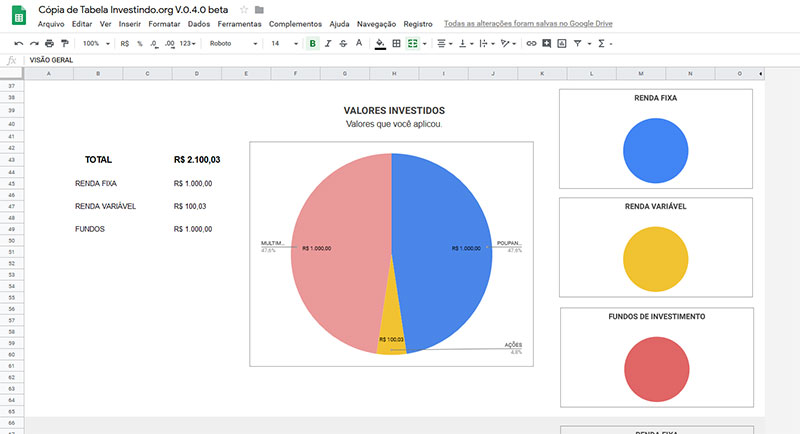 Cópia de Tabela Investindo.org V.0.4.0 beta
Arquivo Editar Ver Inserir Formatar Dados Ferramentas Complementos Ajuda Navegação Registro Todas as alterações foram salvas no Google Drive
100% R$ % .0 .00 123 Roboto 14 B I S A
fx VISÃO GERAL
A B C D E F G H I J K L M N O
37
38
39
40
41
42
43
44
45
46
47
48
49
50
51
52
53
54
55
56
57
58
59
60
61
62
63
64
65
66
67
VALORES INVESTIDOS
Valores que você aplicou.
TOTAL R$ 2.100,03
RENDA FIXA R$ 1.000,00
RENDA VARIÁVEL R$ 100,03
FUNDOS R$ 1.000,00
MULTIM...
47,6%
R$ 1.000,00
R$ 1.000,00
POUPAN...
47,6%
R$ 100,03
AÇÕES
4,8%
RENDA FIXA
RENDA VARIÁVEL
FUNDOS DE INVESTIMENTO
RENDA FIXA